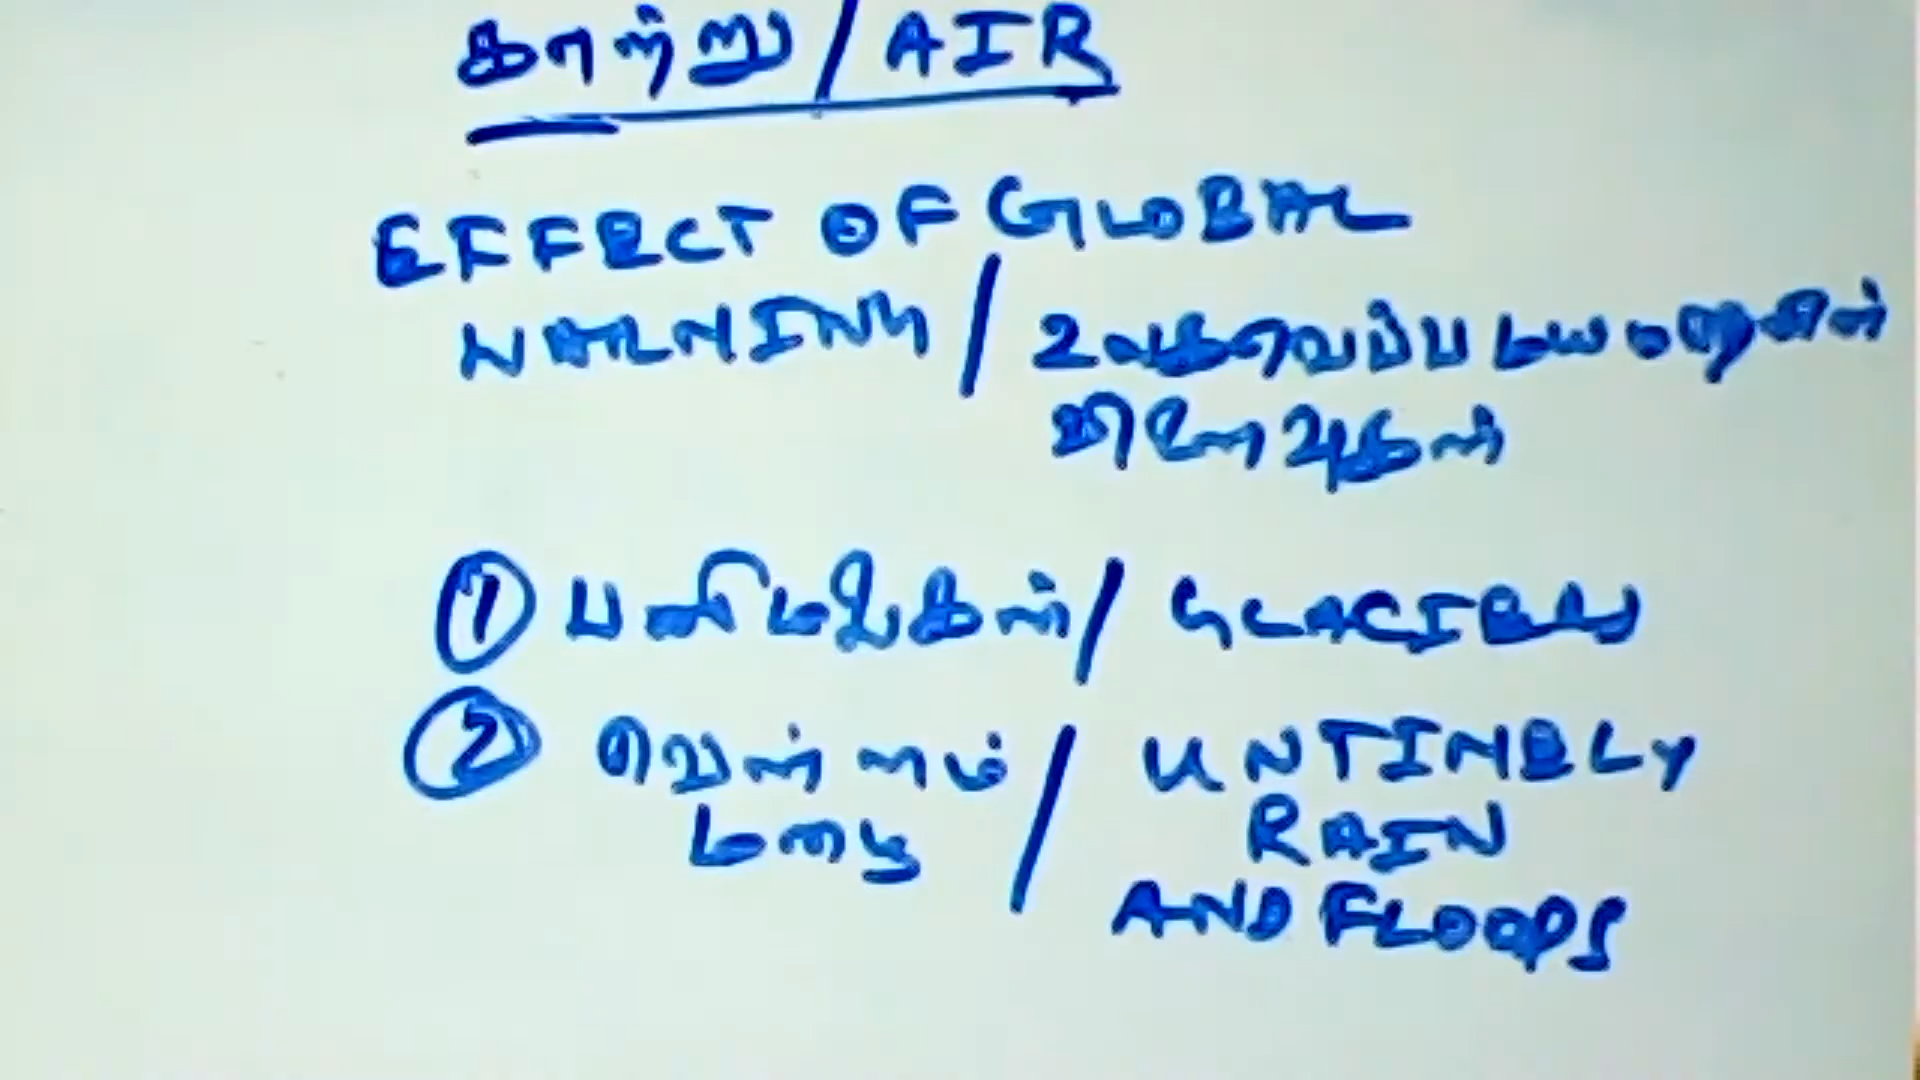 காற்று / AIR
EFFECT OF GLOBAL
WARMING / உலகவெப்பமயமாதலின்
விளைவுகள்
① பனிமலைகள் / GLACIERS
② வெள்ளம் / UNTIMELY
மழை RAIN
AND FLOODS